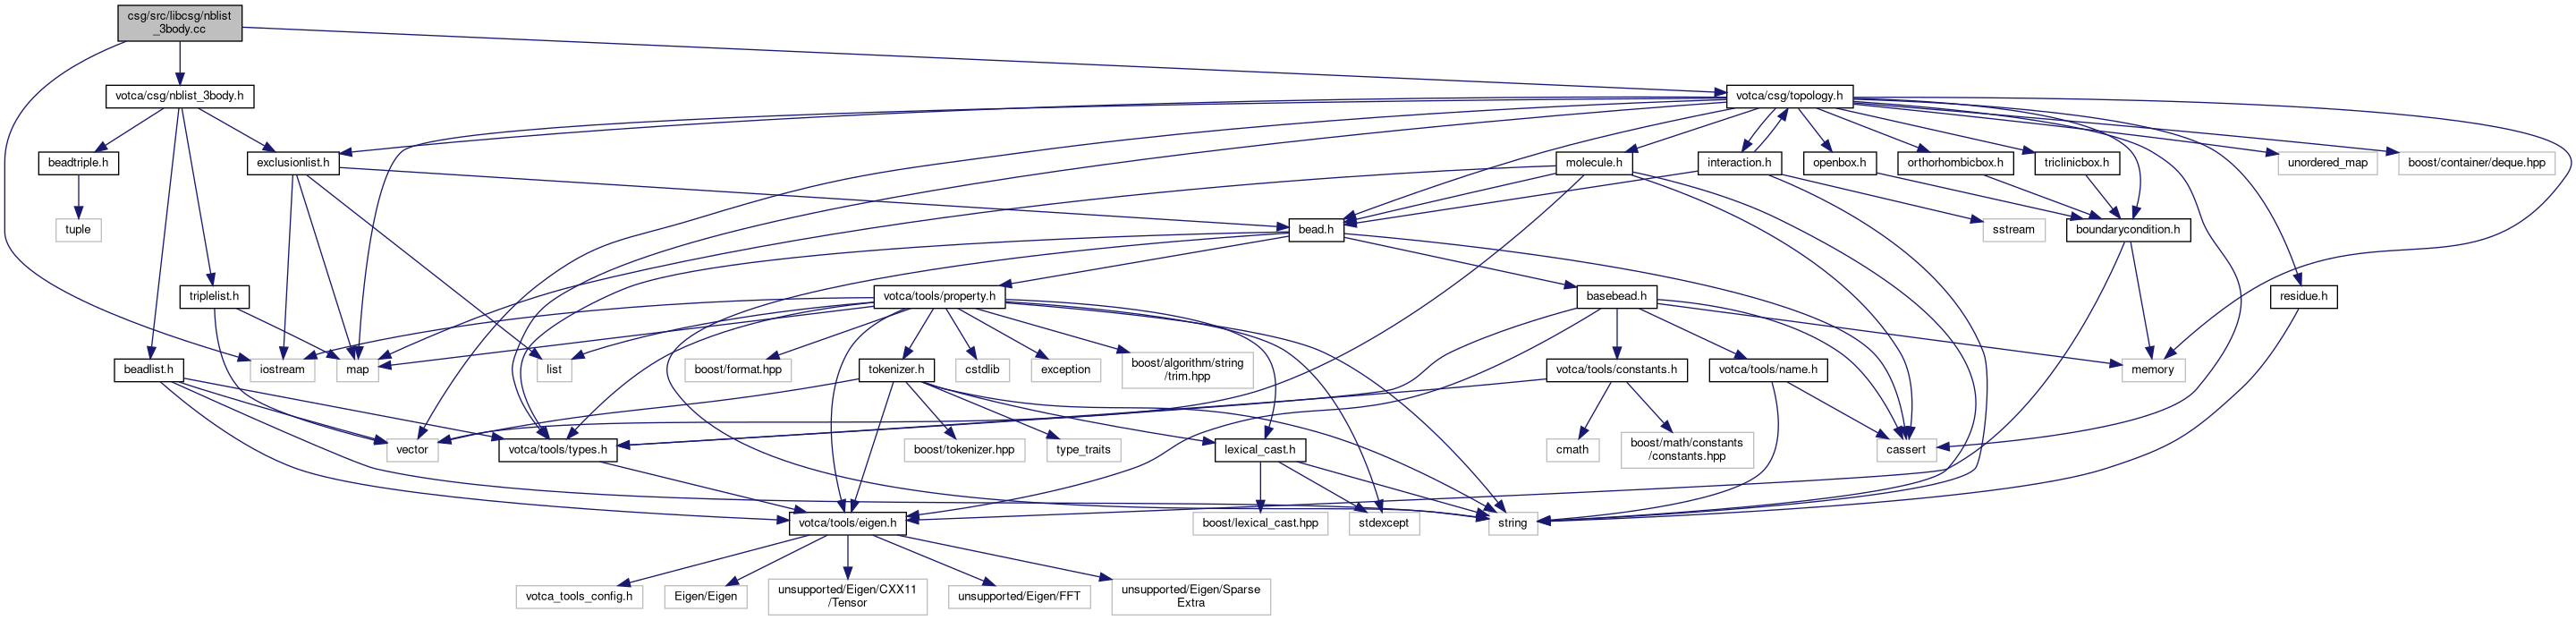 csg/src/libcsg/nblist
_3body.cc
votca/csg/nblist_3body.h
votca/csg/topology.h
beadtriple.h
exclusionlist.h
molecule.h
interaction.h
openbox.h
orthorhombicbox.h
triclinicbox.h
unordered_map
boost/container/deque.hpp
tuple
bead.h
sstream
boundarycondition.h
triplelist.h
votca/tools/property.h
basebead.h
residue.h
beadlist.h
iostream
map
list
boost/format.hpp
tokenizer.h
cstdlib
exception
boost/algorithm/string
/trim.hpp
votca/tools/constants.h
votca/tools/name.h
memory
vector
votca/tools/types.h
boost/tokenizer.hpp
type_traits
lexical_cast.h
cmath
boost/math/constants
/constants.hpp
cassert
votca/tools/eigen.h
boost/lexical_cast.hpp
stdexcept
string
votca_tools_config.h
Eigen/Eigen
unsupported/Eigen/CXX11
/Tensor
unsupported/Eigen/FFT
unsupported/Eigen/Sparse
Extra